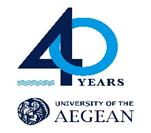 40
YEARS
UNIVERSITY OF THE
AEGEAN